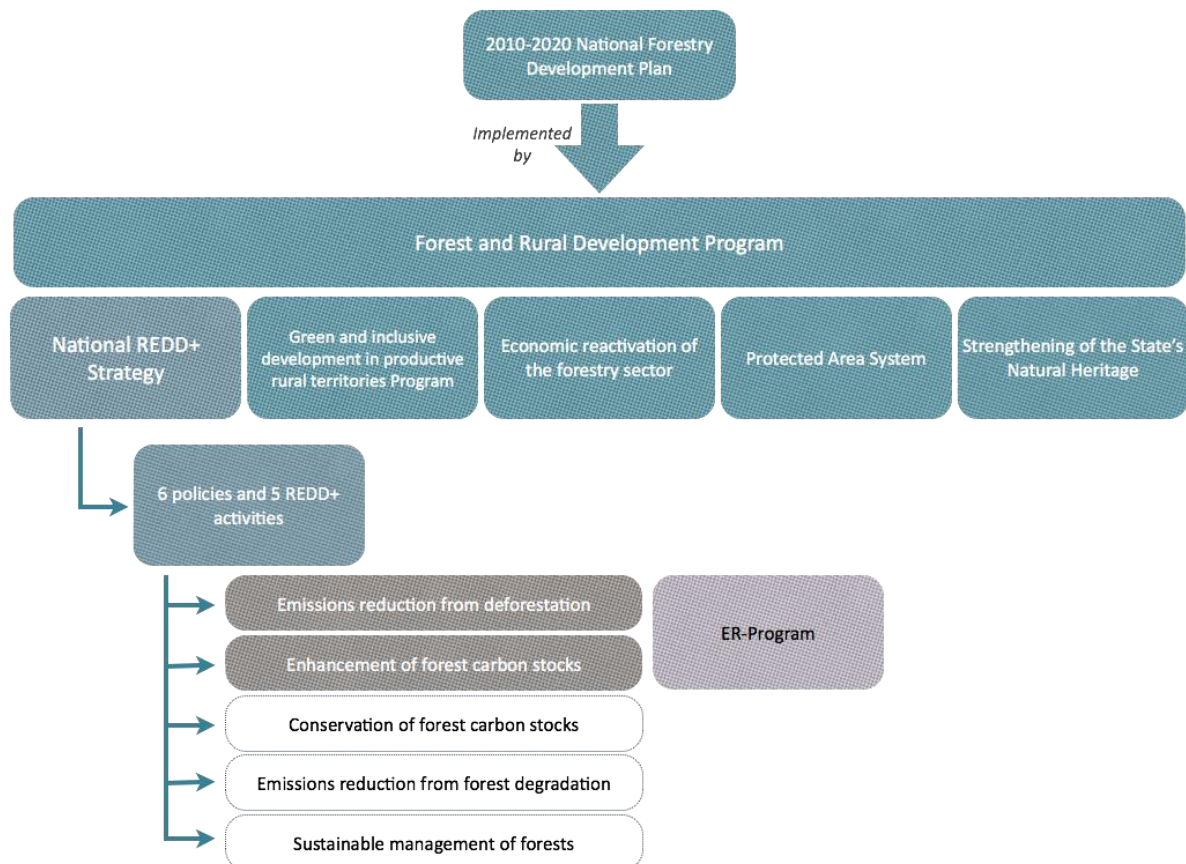 2010-2020 National Forestry
Development Plan
Implemented
by
Forest and Rural Development Program
National REDD+
Strategy
Green and inclusive
development in productive
rural territories Program
Economic reactivation of
the forestry sector
Protected Area System
Strengthening of the State's
Natural Heritage
6 policies and 5 REDD+
activities
Emissions reduction from deforestation
Enhancement of forest carbon stocks
ER-Program
Conservation of forest carbon stocks
Emissions reduction from forest degradation
Sustainable management of forests